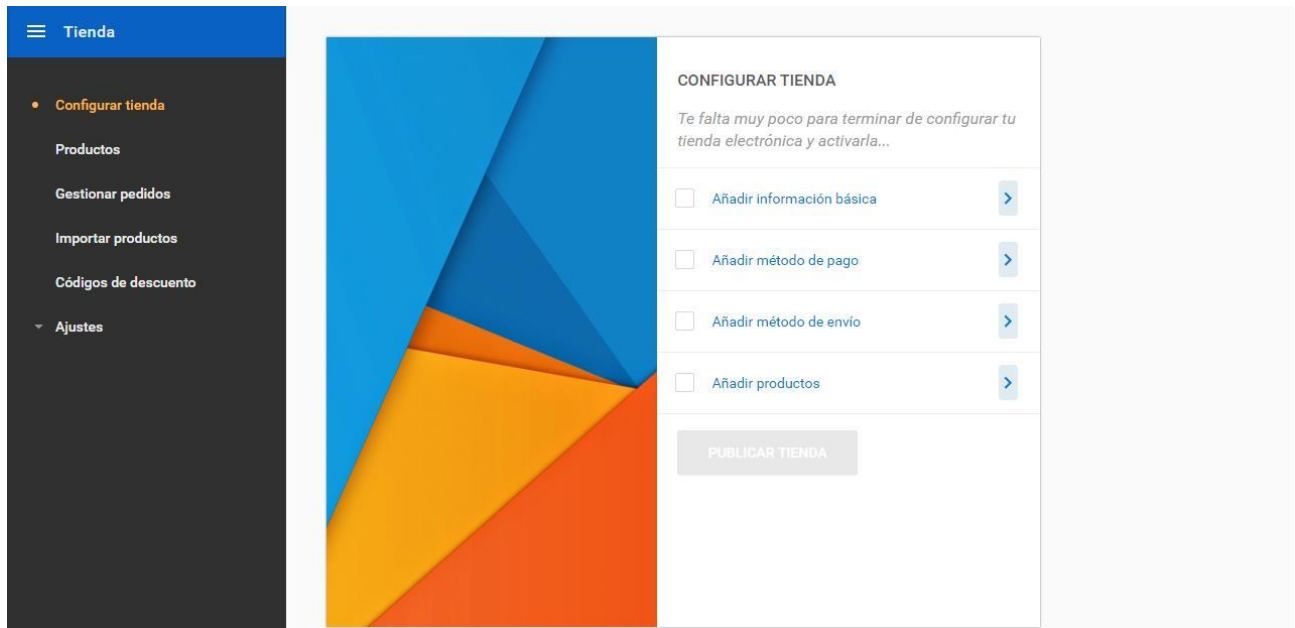 Tienda
Configurar tienda
Productos
Gestionar pedidos
Importar productos
Códigos de descuento
Ajustes
CONFIGURAR TIENDA
Te falta muy poco para terminar de configurar tu
tienda electrónica y activarla...
Añadir información básica
Añadir método de pago
Añadir método de envío
Añadir productos
PUBLICAR TIENDA